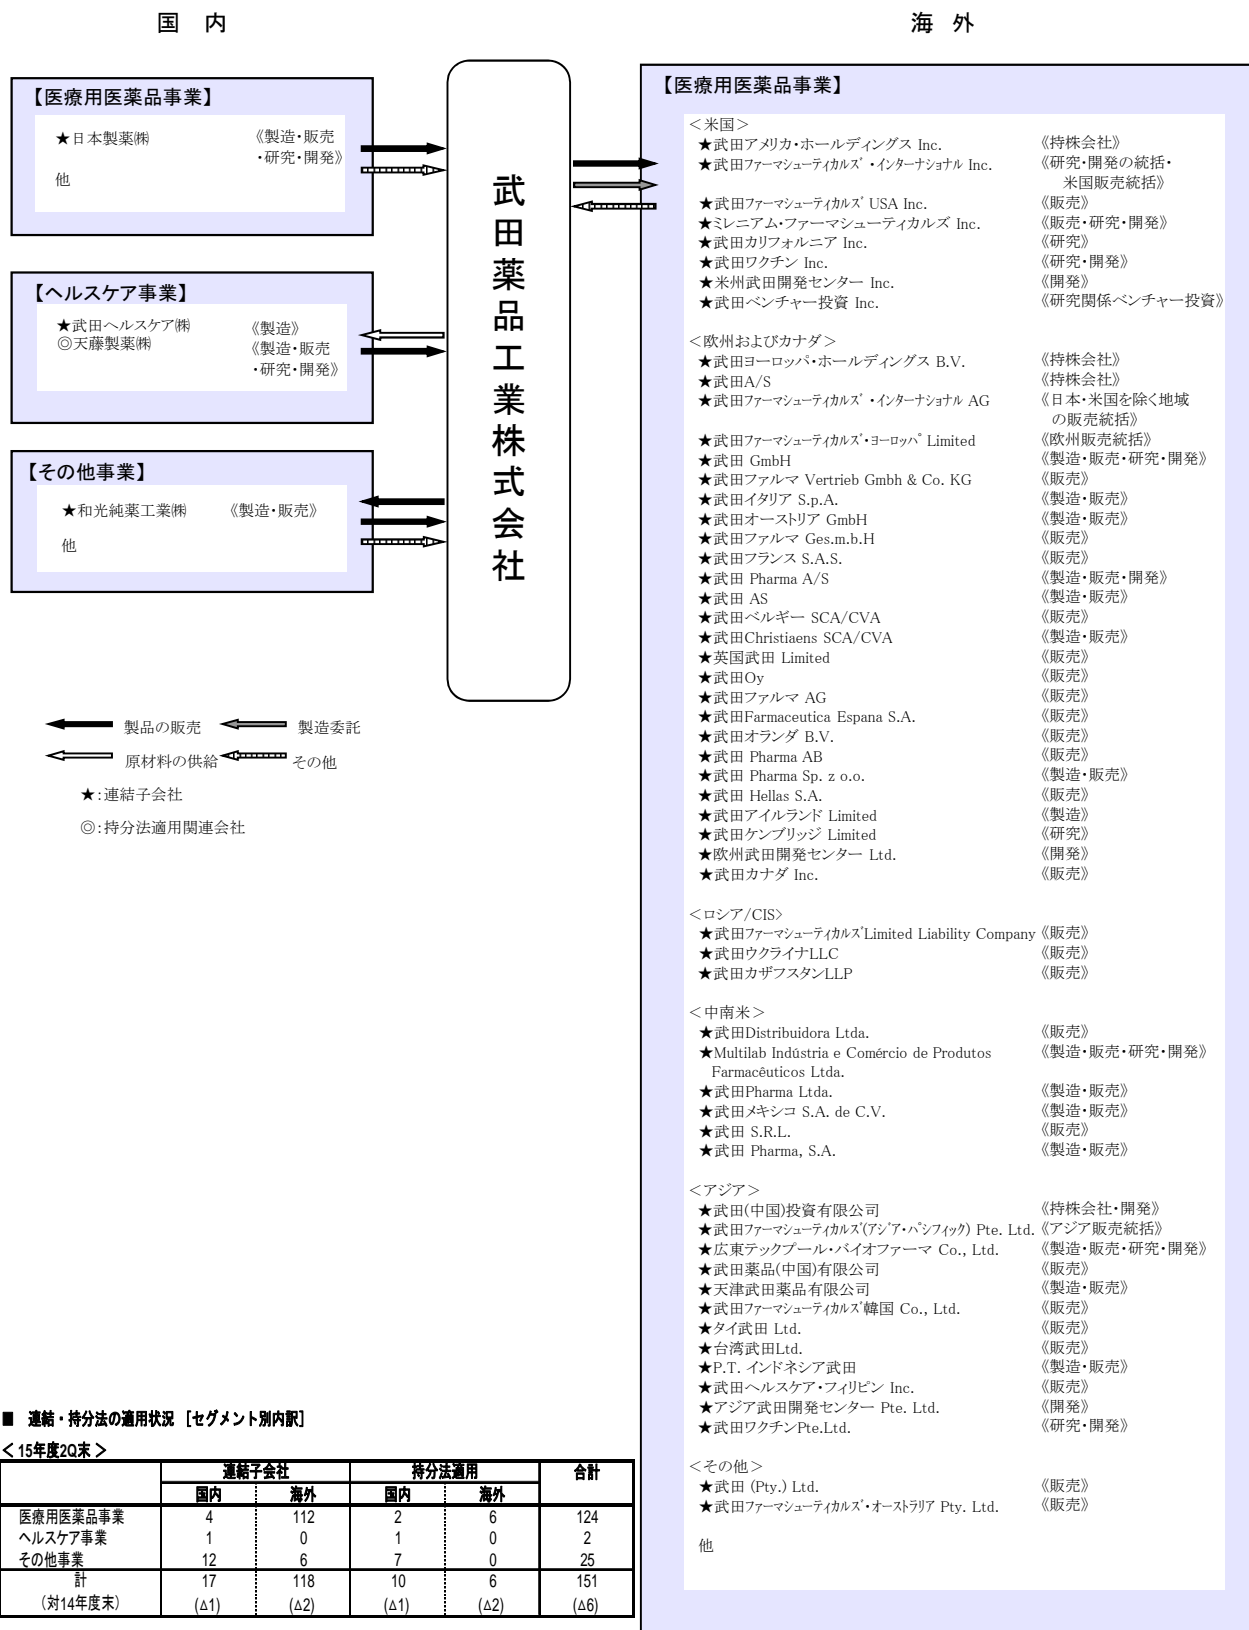 国 内
海 外
【医療用医薬品事業】
★日本製薬㈱ 《製造・販売
・研究・開発》
他
【ヘルスケア事業】
★武田ヘルスケア㈱ 《製造》
◎天藤製薬㈱ 《製造・販売
・研究・開発》
【その他事業】
★和光純薬工業㈱ 《製造・販売》
他
武田薬品工業株式会社
製品の販売 製造委託
原材料の供給 その他
★:連結子会社
◎:持分法適用関連会社
【医療用医薬品事業】
＜米国＞
★武田アメリカ・ホールディングス Inc. 《持株会社》
★武田ファーマシューティカルズ・インターナショナル Inc. 《研究・開発の統括・
米国販売統括》
★武田ファーマシューティカルズ USA Inc. 《販売》
★ミレニアム・ファーマシューティカルズ Inc. 《販売・研究・開発》
★武田カリフォルニア Inc. 《研究》
★武田ワクチン Inc. 《研究・開発》
★米州武田開発センター Inc. 《開発》
★武田ベンチャー投資 Inc. 《研究関係ベンチャー投資》
＜欧州およびカナダ＞
★武田ヨーロッパ・ホールディングス B.V. 《持株会社》
★武田A/S 《持株会社》
★武田ファーマシューティカルズ・インターナショナル AG 《日本・米国を除く地域
の販売統括》
★武田ファーマシューティカルズ・ヨーロッパ Limited 《欧州販売統括》
★武田 GmbH 《製造・販売・研究・開発》
★武田ファルマ Vertrieb Gmbh & Co. KG 《販売》
★武田イタリア S.p.A. 《製造・販売》
★武田オーストリア GmbH 《製造・販売》
★武田ファルマ Ges.m.b.H 《販売》
★武田フランス S.A.S. 《販売》
★武田 Pharma A/S 《製造・販売・開発》
★武田 AS 《製造・販売》
★武田ベルギー SCA/CVA 《販売》
★武田Christiaens SCA/CVA 《製造・販売》
★英国武田 Limited 《販売》
★武田Oy 《販売》
★武田ファルマ AG 《販売》
★武田Farmaceutica Espana S.A. 《販売》
★武田オランダ B.V. 《販売》
★武田 Pharma AB 《販売》
★武田 Pharma Sp. z o.o. 《製造・販売》
★武田 Hellas S.A. 《販売》
★武田アイルランド Limited 《製造》
★武田ケンブリッジ Limited 《研究》
★欧州武田開発センター Ltd. 《開発》
★武田カナダ Inc. 《販売》
＜ロシア/CIS＞
★武田ファーマシューティカルズLimited Liability Company 《販売》
★武田ウクライナLLC 《販売》
★武田カザフスタンLLP 《販売》
＜中南米＞
★武田Distribuidora Ltda. 《販売》
★Multilab Indústria e Comércio de Produtos 《製造・販売・研究・開発》
Farmacêuticos Ltda.
★武田Pharma Ltda. 《製造・販売》
★武田メキシコ S.A. de C.V. 《製造・販売》
★武田 S.R.L. 《販売》
★武田 Pharma, S.A. 《製造・販売》
＜アジア＞
★武田(中国)投資有限公司 《持株会社・開発》
★武田ファーマシューティカルズ(アジア・パシフィック) Pte. Ltd. 《アジア販売統括》
★広東テックプール・バイオファーマ Co., Ltd. 《製造・販売・研究・開発》
★武田薬品(中国)有限公司 《販売》
★天津武田薬品有限公司 《製造・販売》
★武田ファーマシューティカルズ韓国 Co., Ltd. 《販売》
★タイ武田 Ltd. 《販売》
★台湾武田Ltd. 《販売》
★P.T. インドネシア武田 《製造・販売》
★武田ヘルスケア・フィリピン Inc. 《販売》
★アジア武田開発センター Pte. Ltd. 《開発》
★武田ワクチンPte.Ltd. 《研究・開発》
＜その他＞
★武田 (Pty.) Ltd. 《販売》
★武田ファーマシューティカルズ・オーストラリア Pty. Ltd. 《販売》
他
■ 連結・持分法の適用状況 [セグメント別内訳]
＜15年度2Q末＞
連結子会社 持分法適用 合計
国内 海外 国内 海外
医療用医薬品事業 4 112 2 6 124
ヘルスケア事業 1 0 1 0 2
その他事業 12 6 7 0 25
計 17 118 10 6 151
（対14年度末） (△1) (△2) (△1) (△2) (△6)